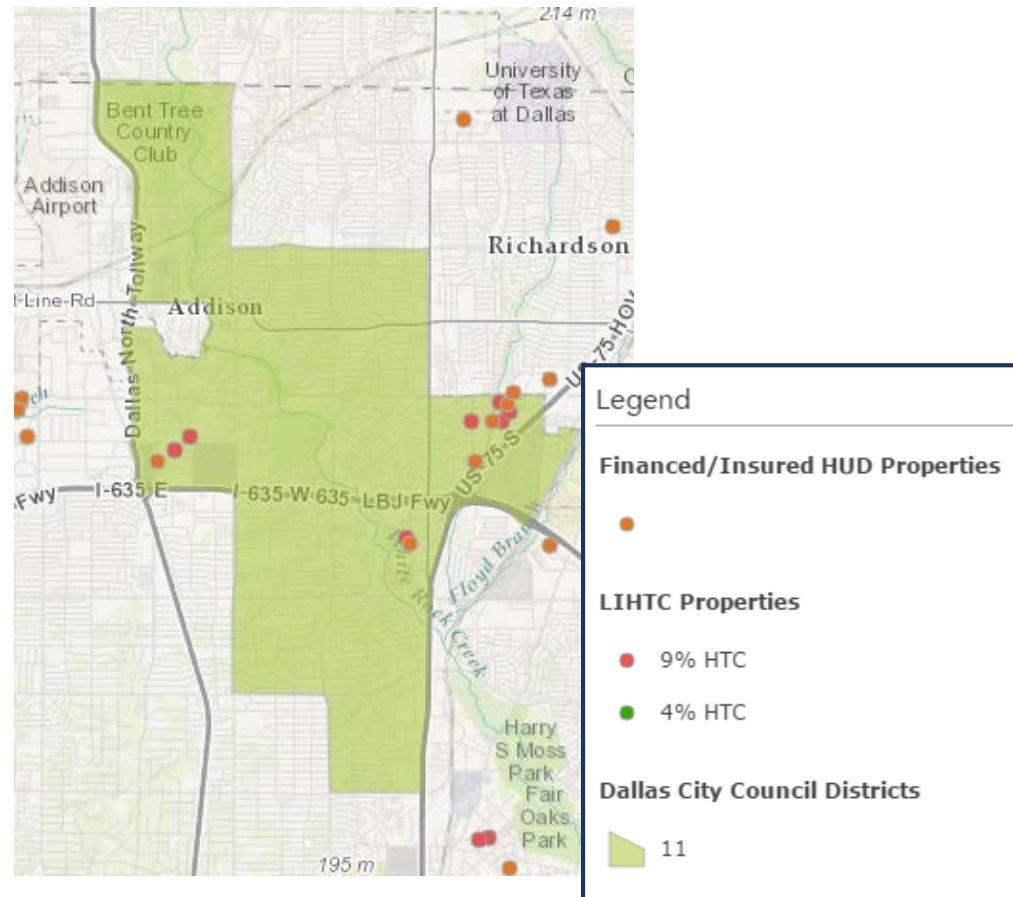 214 m
University
of Texas
at Dallas
Bent Tree
Country
Club
Addison
Airport
Richardson
Dallas North Tollway
t-Line-Rd
Addison
US-75-HOV
ch
US-75-S
Fwy
I-635 E
I-635-W 635-LBJ Fwy
Floyd Branch
White Rock Creek
Harry
S Moss
Park
Fair
Oaks
Park
195 m
Legend
Financed/Insured HUD Properties
LIHTC Properties
9% HTC
4% HTC
Dallas City Council Districts
11